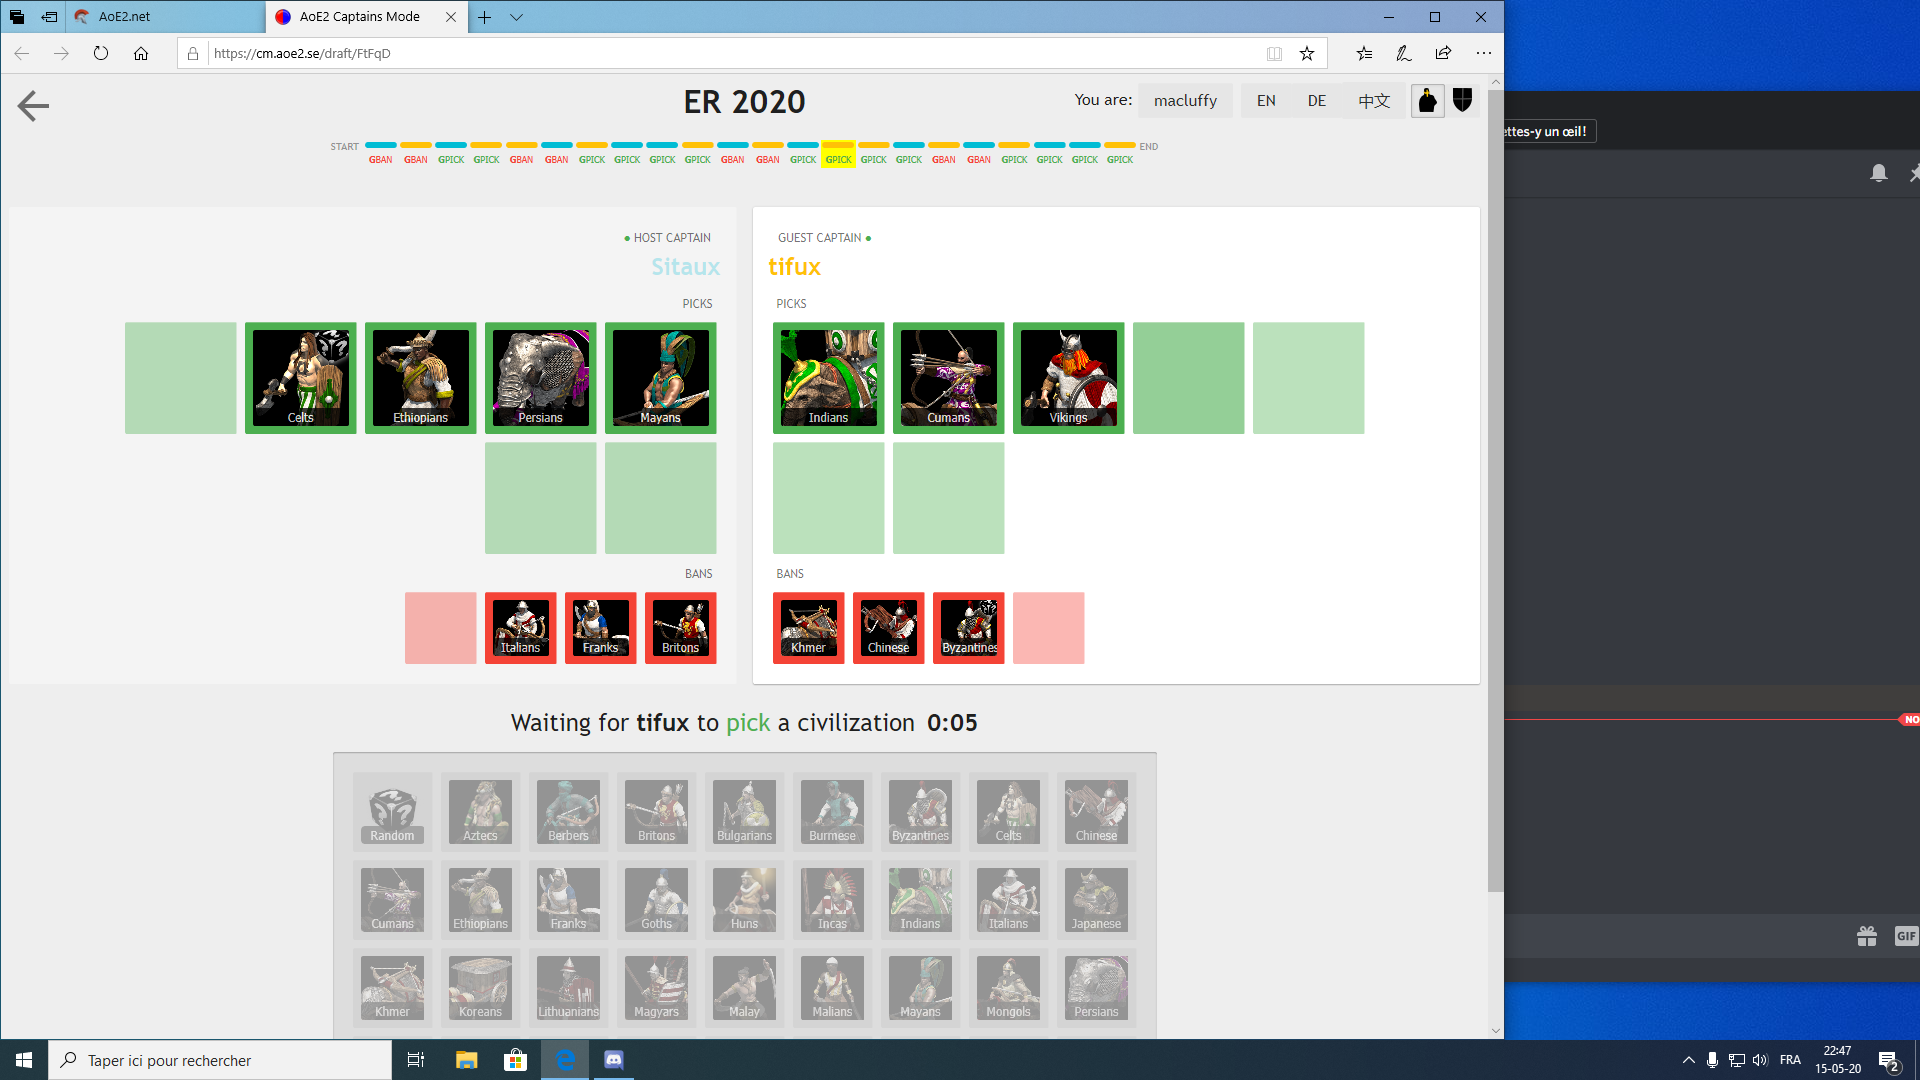 AoE2.net
AoE2 Captains Mode
https://cm.aoe2.se/draft/FtFqD
ER 2020
You are: macluffy EN DE 中文
ettes-y un œil!
START GBAN GBAN GPICK GPICK GBAN GBAN GPICK GPICK GPICK GPICK GBAN GBAN GPICK GPICK GPICK GPICK GBAN GBAN GPICK GPICK GPICK GPICK END
HOST CAPTAIN
Sitaux
PICKS
Celts Ethiopians Persians Mayans
BANS
Italians Franks Britons
GUEST CAPTAIN
tifux
PICKS
Indians Cumans Vikings
BANS
Khmer Chinese Byzantines
Waiting for tifux to pick a civilization 0:05
NO
Random Aztecs Berbers Britons Bulgarians Burmese Byzantines Celts Chinese
Cumans Ethiopians Franks Goths Huns Incas Indians Italians Japanese
Khmer Koreans Lithuanians Magyars Malay Malians Mayans Mongols Persians
GIF
Taper ici pour rechercher
FRA
22:47
15-05-20
2